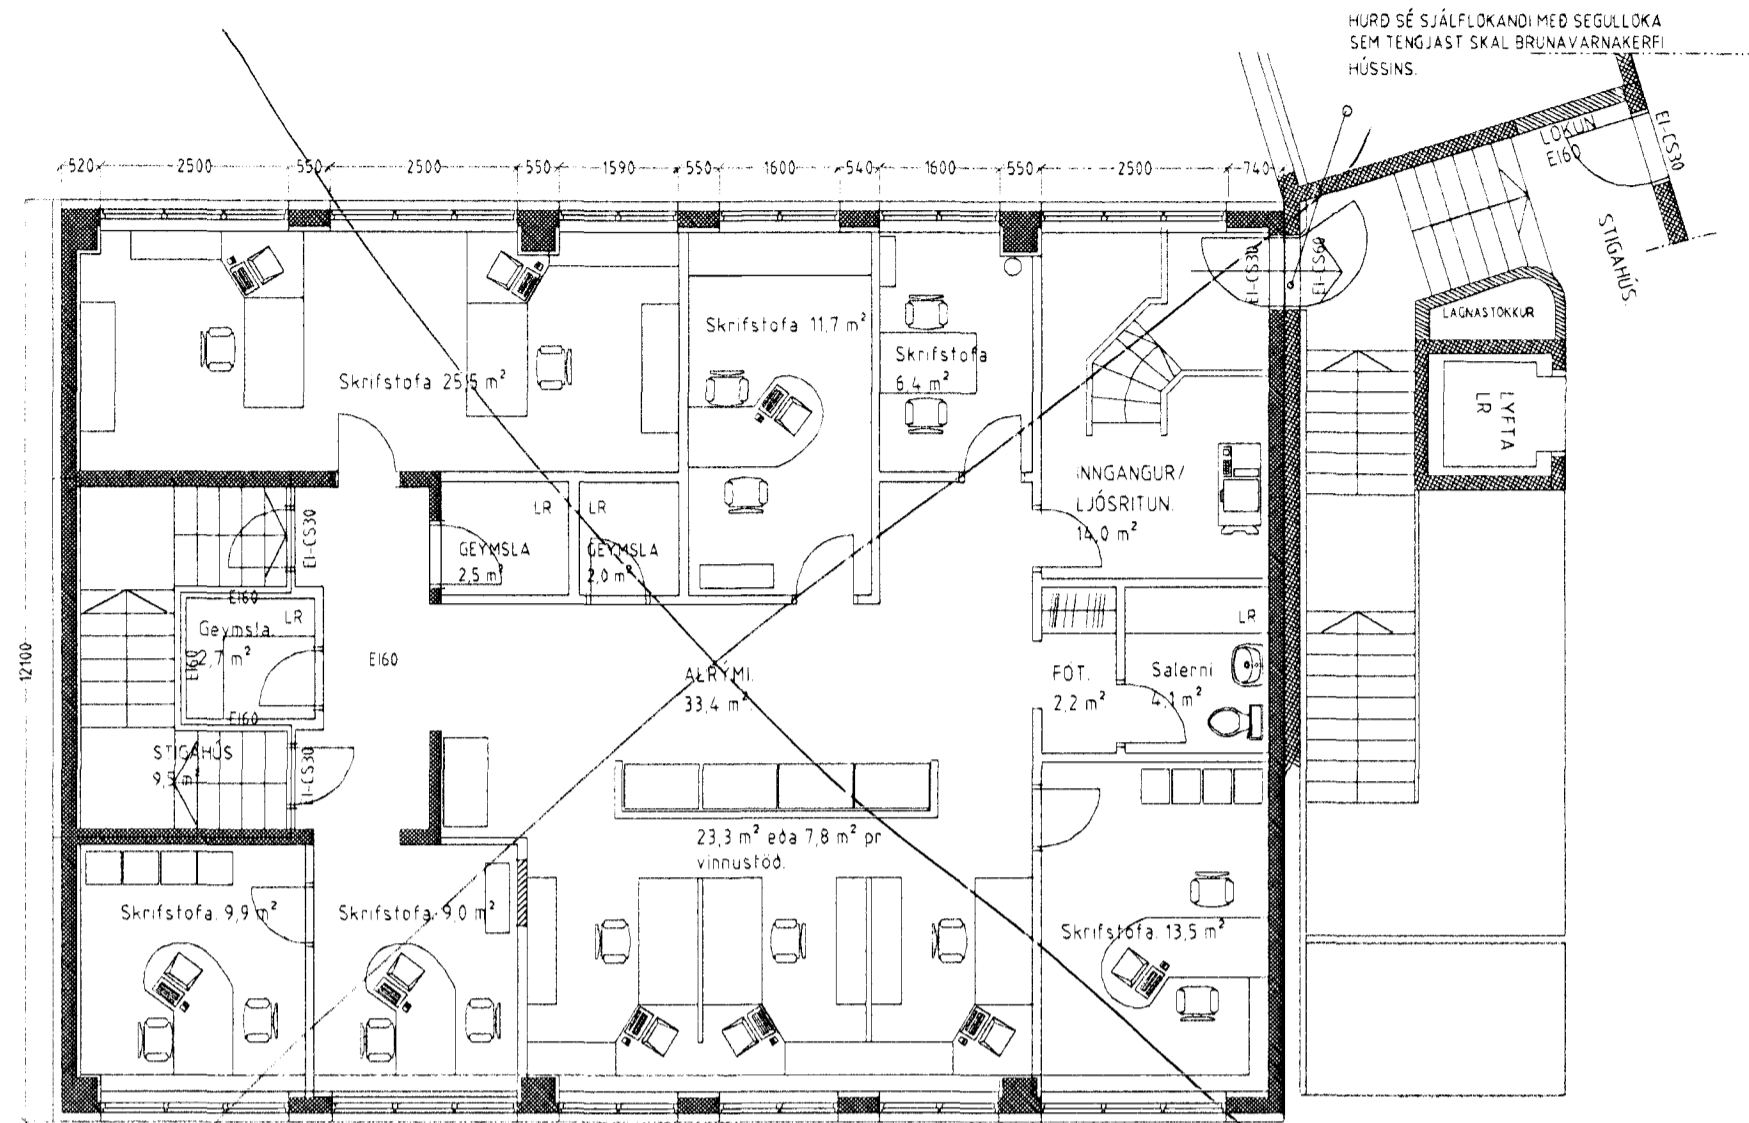 HURÐ SÉ SJÁLFLOKANDI MEÐ SEGULLOKA
SEM TENGJAST SKAL BRUNAVARNAKERFI
HÚSSINS.
LOKUN
EI60
EI-CS30
520 2500 550 2500 550 1590 550 1600 540 1600 550 2500 740
STIGAHÚS.
EI-CS30
EI-CS60
LAGNASTOKKUR
LYFTA
LR
Skrifstofa 25,5 m²
Skrifstofa 11,7 m²
Skrifstofa
6,4 m²
INNGANGUR/
LJÓSRITUN.
14,0 m²
EI-CS30
LR
GEYMSLA
2,5 m²
LR
GEYMSLA
2,0 m²
EI60
LR
Geymsla.
2,7 m²
EI60
EI60
EI60
12100
ALRÝMI.
33,4 m²
FÖT.
2,2 m²
LR
Salerni
4,1 m²
STIGAHÚS
9,5 m²
EI-CS30
23,3 m² eða 7,8 m² pr
vinnustöð.
Skrifstofa. 9,9 m²
Skrifstofa. 9,0 m²
Skrifstofa. 13,5 m²